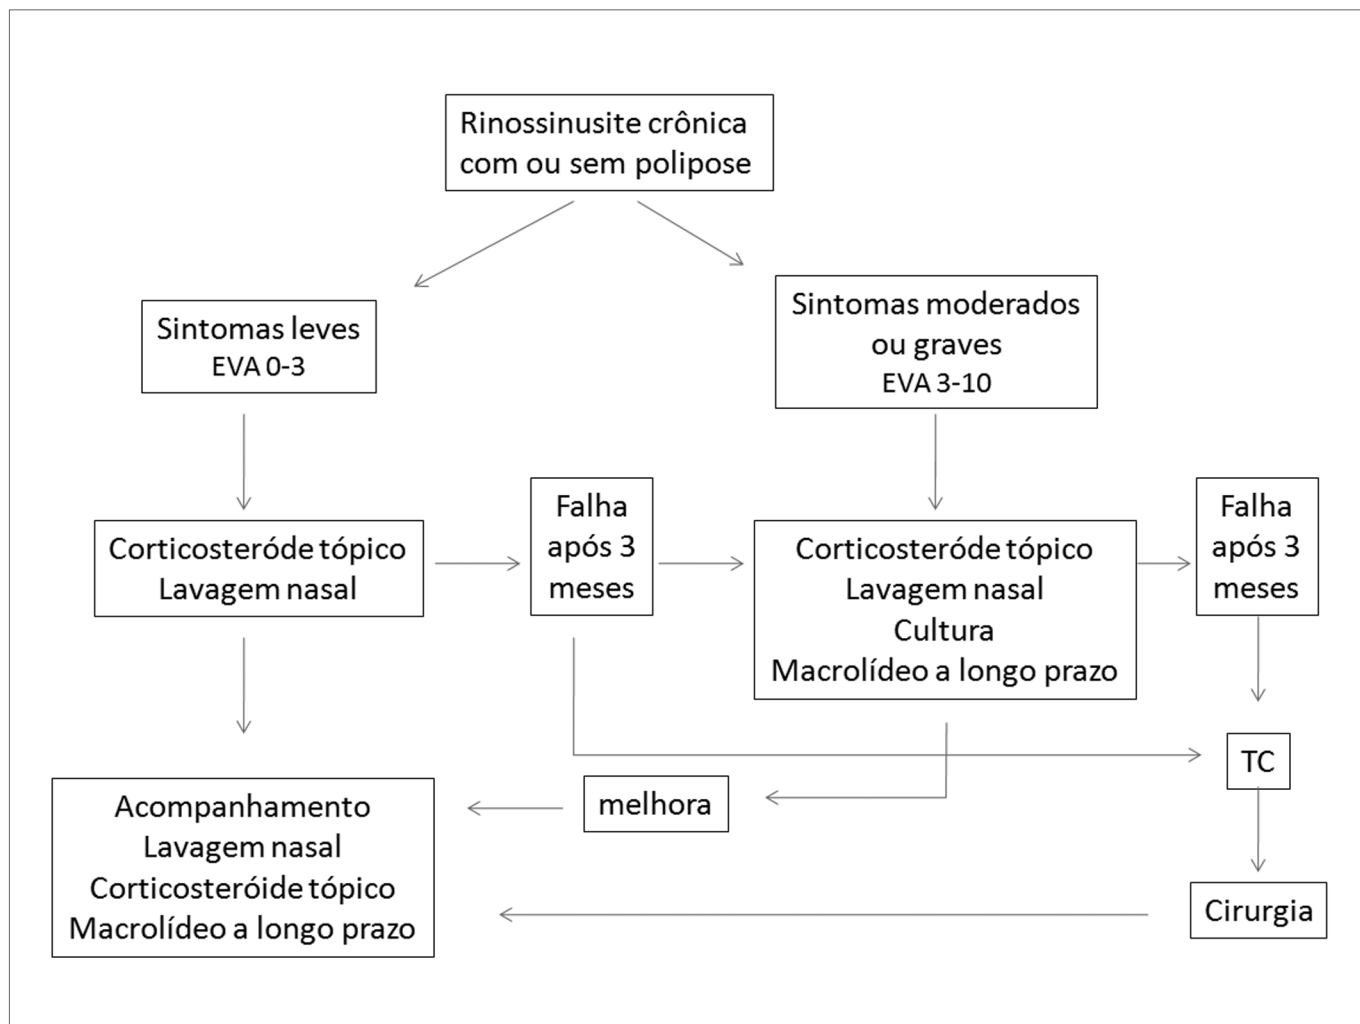 Rinossinusite crônica
com ou sem polipose
Sintomas leves
EVA 0-3
Sintomas moderados
ou graves
EVA 3-10
Corticosteróde tópico
Lavagem nasal
Falha
após 3
meses
Corticosteróde tópico
Lavagem nasal
Cultura
Macrolídeo a longo prazo
Falha
após 3
meses
TC
melhora
Acompanhamento
Lavagem nasal
Corticosteróide tópico
Macrolídeo a longo prazo
Cirurgia